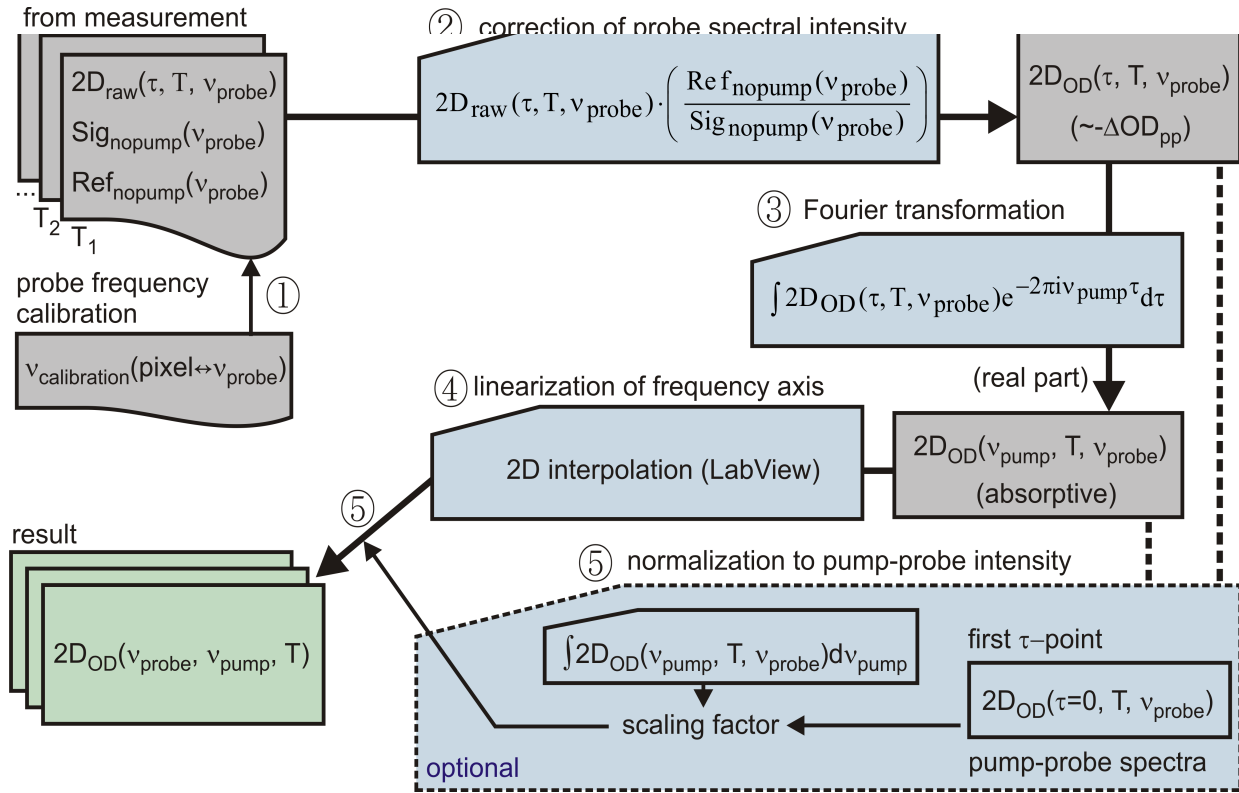 from measurement
2D_raw(τ, T, ν_probe)
Sig_nopump(ν_probe)
Ref_nopump(ν_probe)
...
T_2
T_1
probe frequency
calibration
①
ν_calibration(pixel↔ν_probe)
② correction of probe spectral intensity
2D_raw(τ, T, ν_probe)·(Ref_nopump(ν_probe)/Sig_nopump(ν_probe))
2D_OD(τ, T, ν_probe)
(~-ΔOD_pp)
③ Fourier transformation
∫2D_OD(τ, T, ν_probe)e^{-2πiν_pump τ}dτ
(real part)
2D_OD(ν_pump, T, ν_probe)
(absorptive)
④ linearization of frequency axis
2D interpolation (LabView)
⑤
result
2D_OD(ν_probe, ν_pump, T)
⑤ normalization to pump-probe intensity
∫2D_OD(ν_pump, T, ν_probe)dν_pump
scaling factor
first τ–point
2D_OD(τ=0, T, ν_probe)
pump-probe spectra
optional